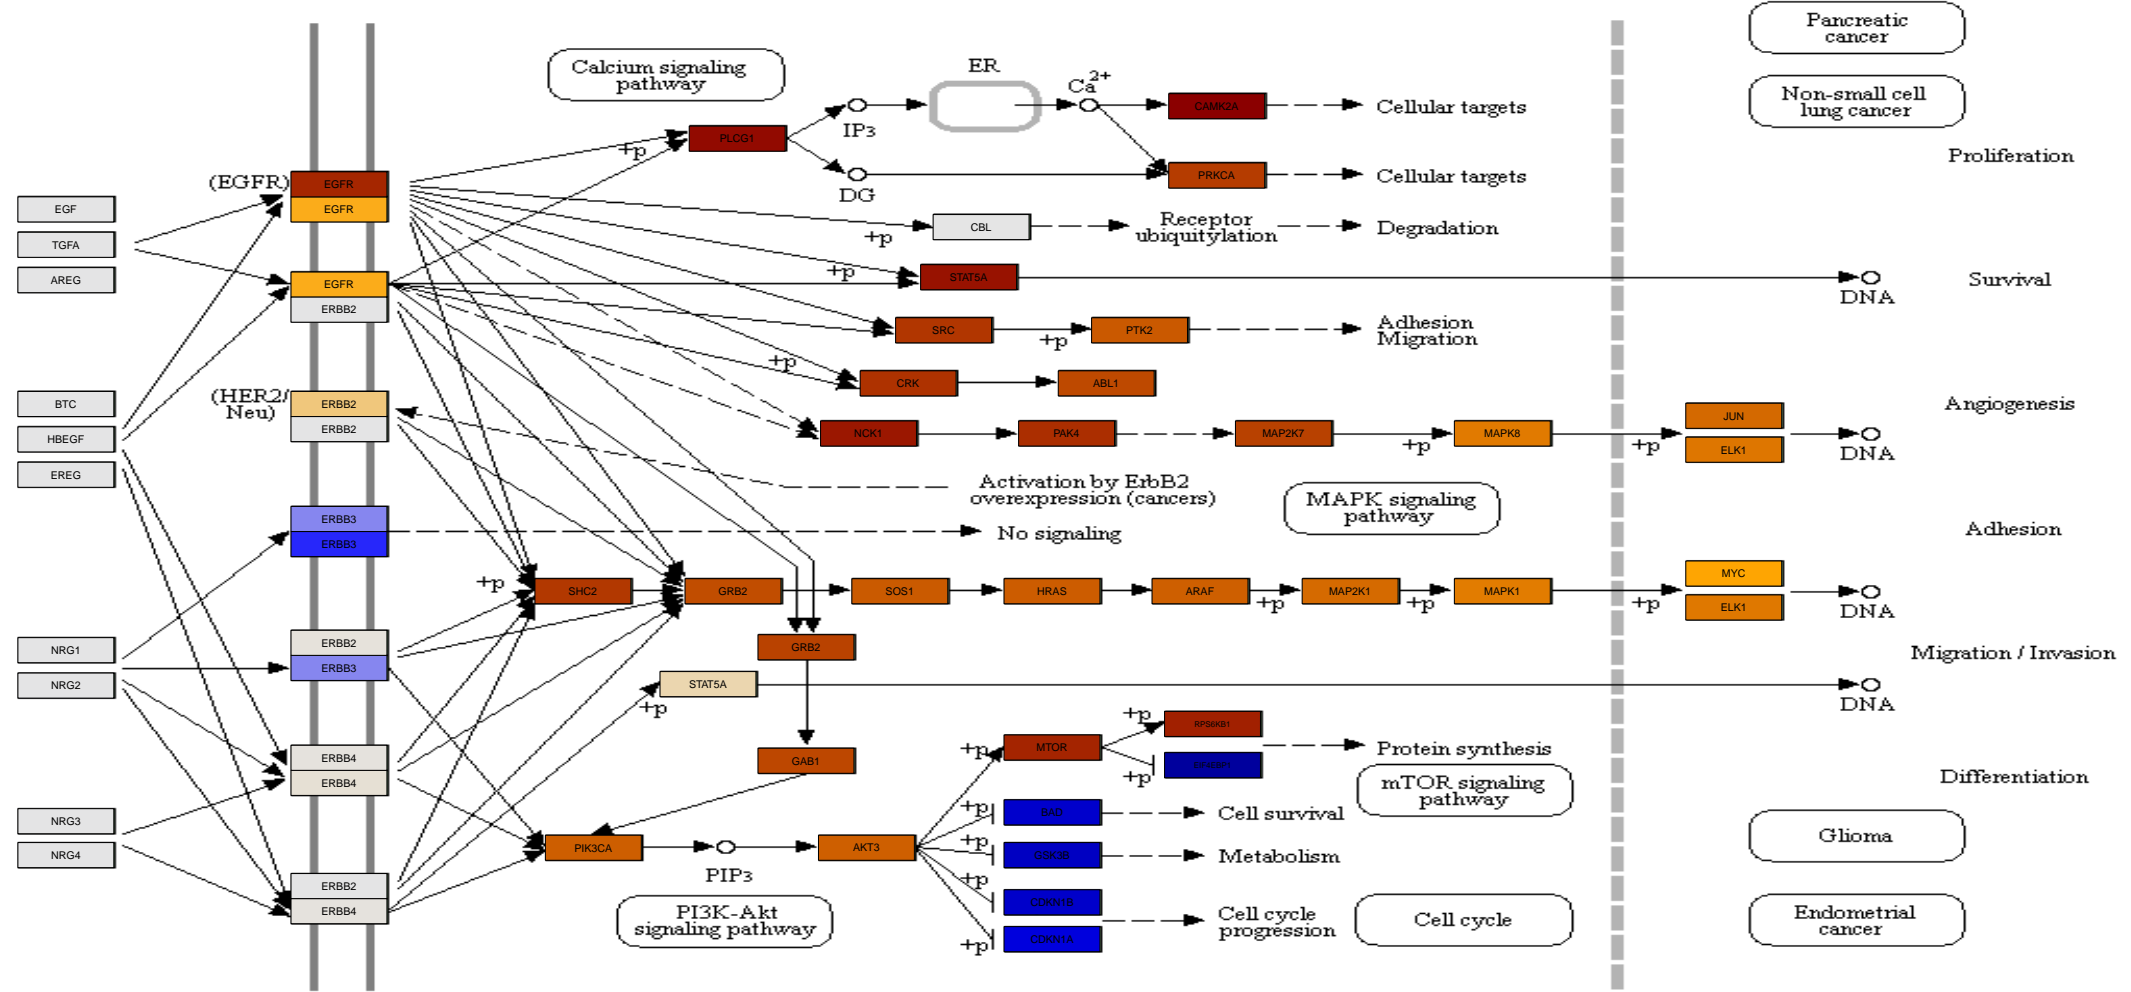 Pancreatic
cancer
Calcium signaling
pathway
ER
Ca2+
CAMK2A
Cellular targets
Non-small cell
lung cancer
PLCG1
+p
IP3
Proliferation
(EGFR)
EGFR
EGFR
DG
PRKCA
Cellular targets
EGF
TGFA
AREG
CBL
+p
Receptor
ubiquitylation
Degradation
EGFR
ERBB2
+p
STAT5A
DNA
Survival
SRC
+p
PTK2
Adhesion
Migration
+p
CRK
ABL1
BTC
HBEGF
EREG
(HER2/
Neu)
ERBB2
ERBB2
NCK1
PAK4
MAP2K7
+p
MAPK8
+p
JUN
ELK1
DNA
Angiogenesis
Activation by ErbB2
overexpression (cancers)
MAPK signaling
pathway
ERBB3
ERBB3
No signaling
Adhesion
+p
SHC2
GRB2
SOS1
HRAS
ARAF
+p
MAP2K1
+p
MAPK1
+p
MYC
ELK1
DNA
NRG1
NRG2
ERBB2
ERBB3
GRB2
Migration / Invasion
STAT5A
+p
DNA
ERBB4
ERBB4
GAB1
+p
MTOR
+p
RPS6KB1
+p
Protein synthesis
mTOR signaling
pathway
Differentiation
NRG3
NRG4
+p
BAD
Cell survival
Glioma
PIK3CA
PIP3
AKT3
+p
GSK3B
Metabolism
ERBB2
ERBB4
PI3K-Akt
signaling pathway
+p
CDKN1B
+p
CDKN1A
Cell cycle
progression
Cell cycle
Endometrial
cancer